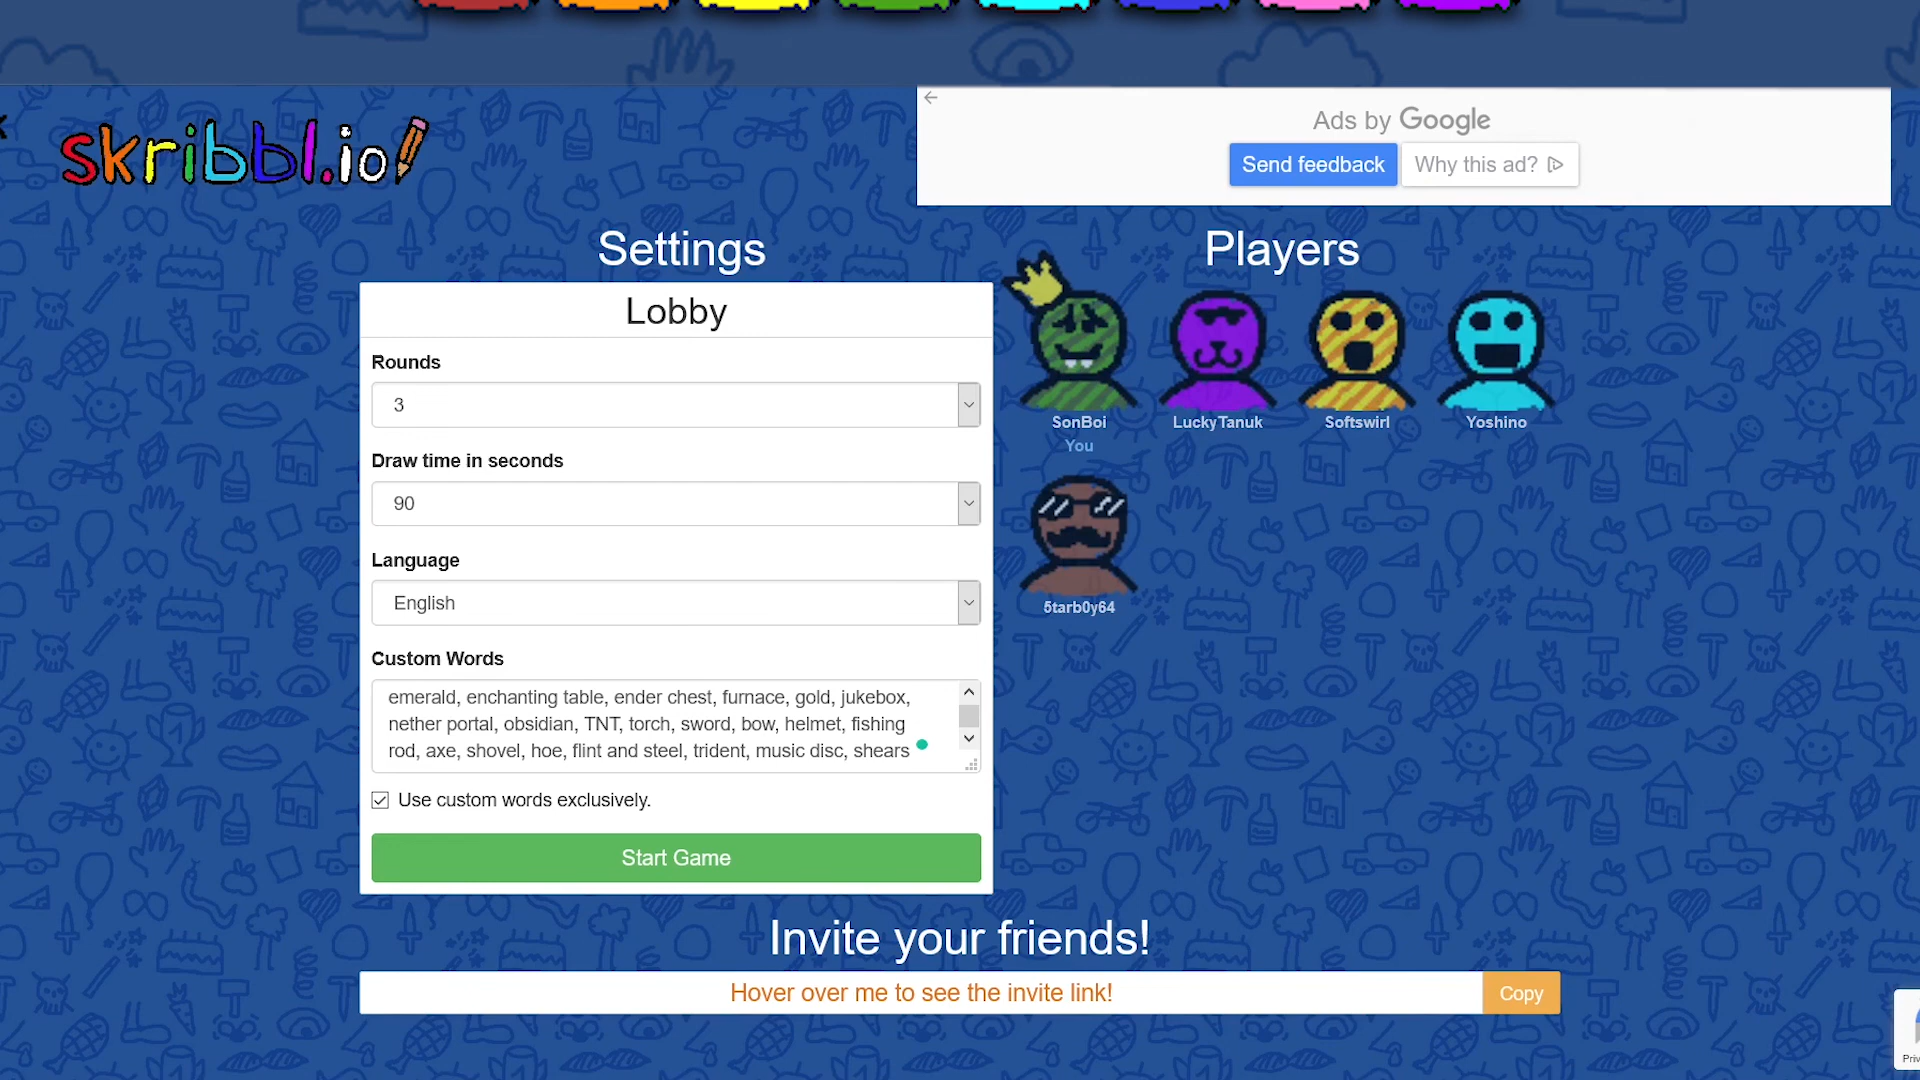 skribbl.io
Ads by Google
Send feedback
Why this ad?
Settings
Players
Lobby
Rounds
3
Draw time in seconds
90
Language
English
Custom Words
emerald, enchanting table, ender chest, furnace, gold, jukebox,
nether portal, obsidian, TNT, torch, sword, bow, helmet, fishing
rod, axe, shovel, hoe, flint and steel, trident, music disc, shears
Use custom words exclusively.
Start Game
SonBoi
You
LuckyTanuk
Softswirl
Yoshino
5tarb0y64
Invite your friends!
Hover over me to see the invite link!
Copy